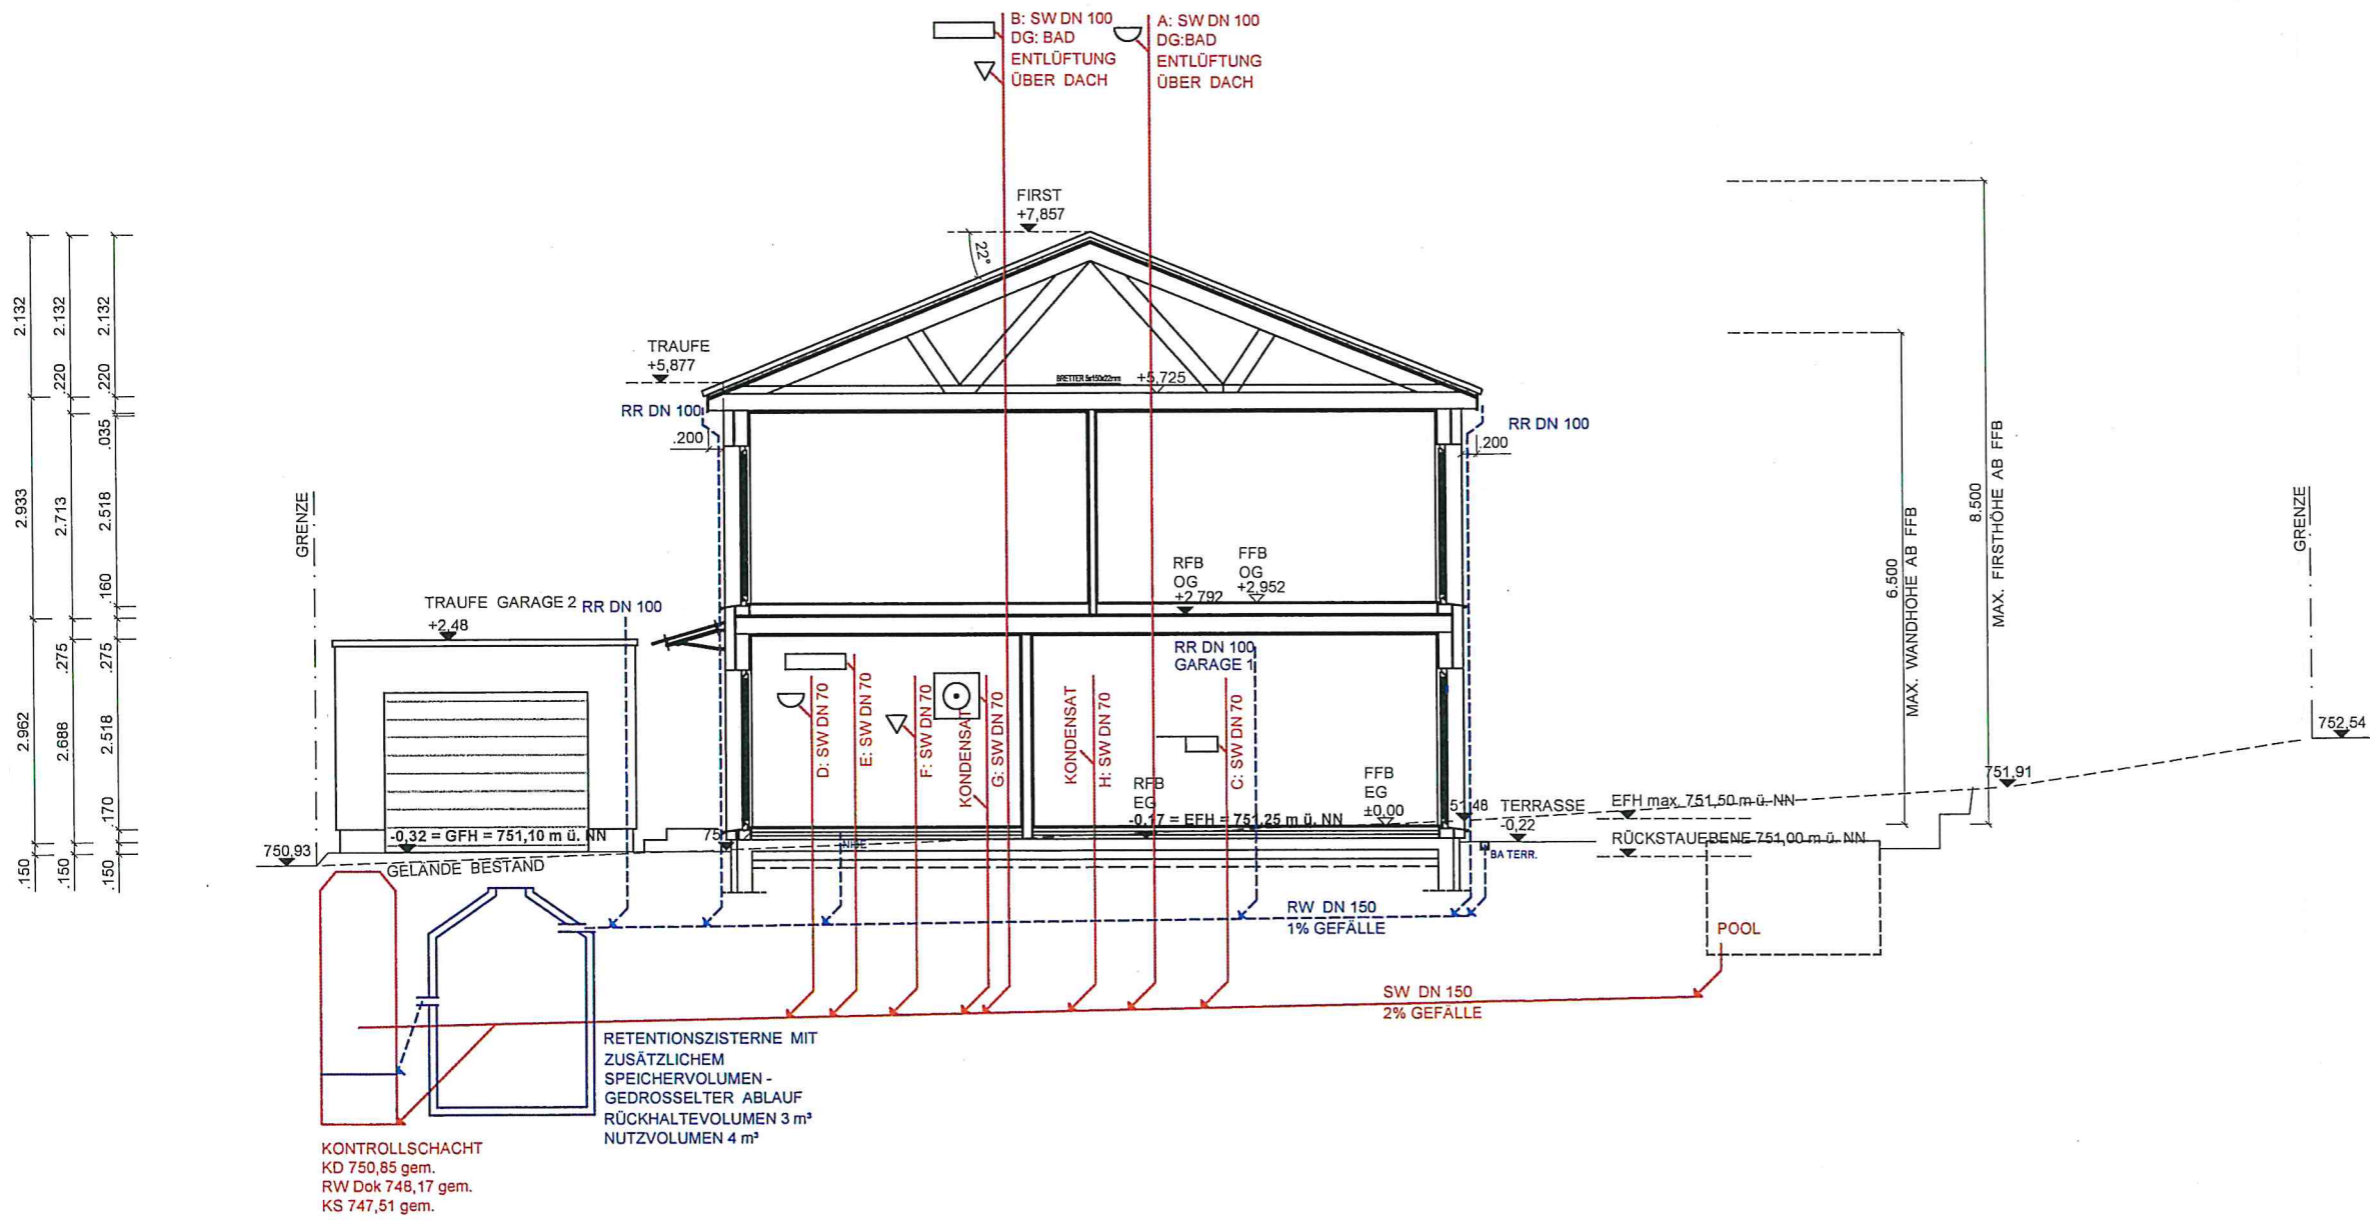 B: SW DN 100
DG: BAD
ENTLÜFTUNG
ÜBER DACH
A: SW DN 100
DG:BAD
ENTLÜFTUNG
ÜBER DACH
FIRST
+7,857
22°
TRAUFE
+5,877
BRETTER 5x150x22mm
+5,725
RR DN 100
.200
RR DN 100
.200
2.132
2.132
2.132
.220
.220
.035
2.933
2.713
2.518
.160
.275
.275
2.962
2.688
2.518
.170
.150
.150
.150
GRENZE
TRAUFE GARAGE 2
+2,48
RR DN 100
RFB
OG
+2,792
FFB
OG
+2,952
RR DN 100
GARAGE 1
D: SW DN 70
E: SW DN 70
F: SW DN 70
KONDENSAT
G: SW DN 70
KONDENSAT
H: SW DN 70
C: SW DN 70
RFB
EG
-0,17 = EFH = 751,25 m ü. NN
FFB
EG
±0,00
51,48
TERRASSE
-0,22
BA TERR.
EFH max. 751,50 m ü. NN
RÜCKSTAUEBENE 751,00 m ü. NN
6.500
MAX. WANDHÖHE AB FFB
8.500
MAX. FIRSTHÖHE AB FFB
GRENZE
752,54
751,91
750,93
-0,32 = GFH = 751,10 m ü. NN
75
GELÄNDE BESTAND
RW DN 150
1% GEFÄLLE
POOL
SW DN 150
2% GEFÄLLE
RETENTIONSZISTERNE MIT
ZUSÄTZLICHEM
SPEICHERVOLUMEN -
GEDROSSELTER ABLAUF
RÜCKHALTEVOLUMEN 3 m³
NUTZVOLUMEN 4 m³
KONTROLLSCHACHT
KD 750,85 gem.
RW Dok 748,17 gem.
KS 747,51 gem.